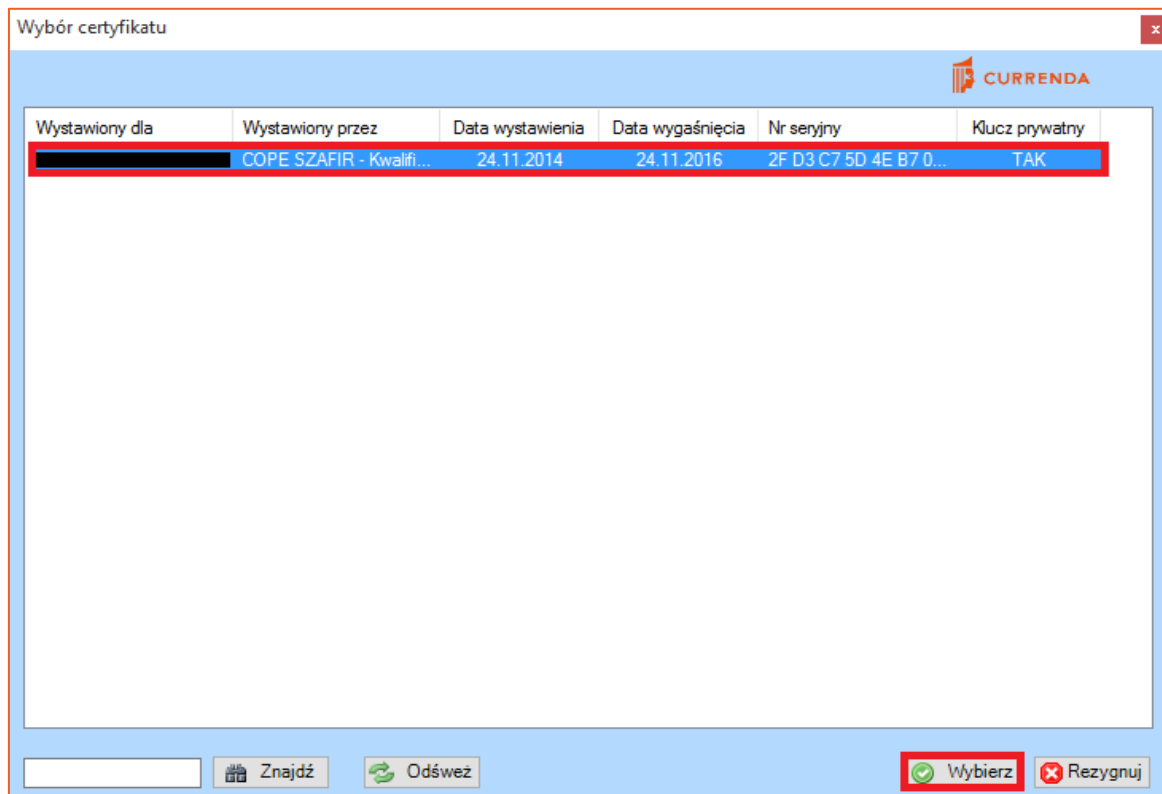 Wybór certyfikatu
x
CURRENDA
Wystawiony dla Wystawiony przez Data wystawienia Data wygaśnięcia Nr seryjny Klucz prywatny
COPE SZAFIR - Kwalifi... 24.11.2014 24.11.2016 2F D3 C7 5D 4E B7 0... TAK
Znajdź Odśwież Wybierz Rezygnuj